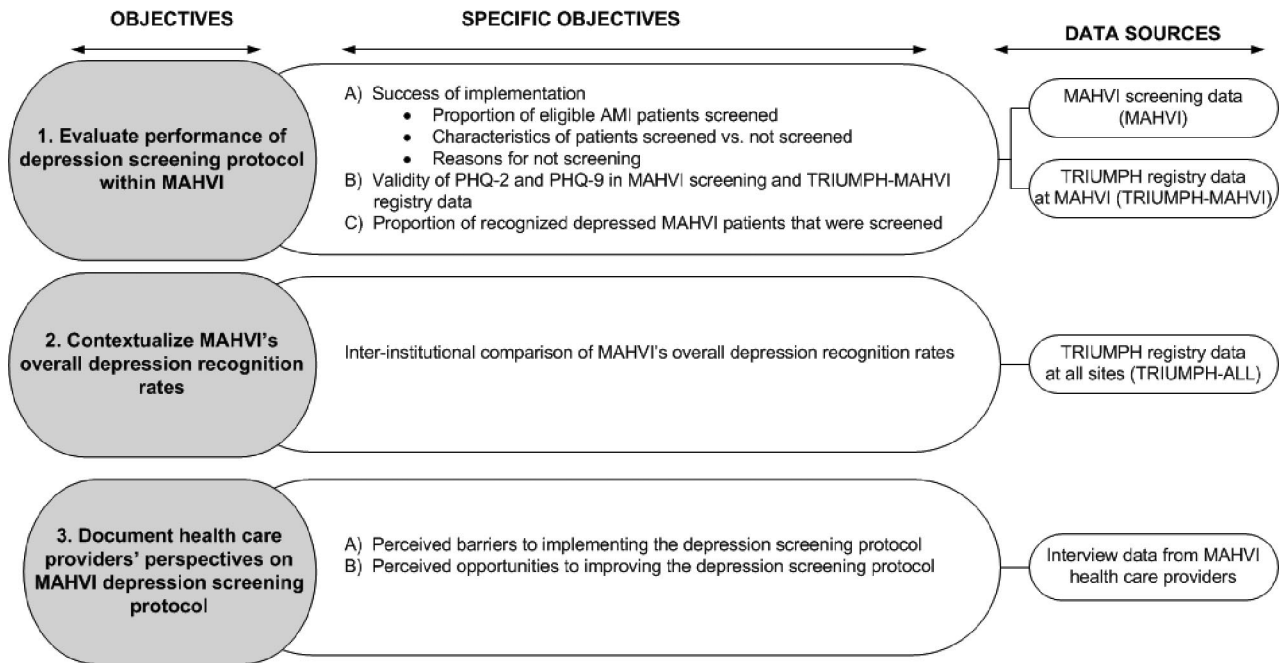 OBJECTIVES
SPECIFIC OBJECTIVES
DATA SOURCES
1. Evaluate performance of
depression screening protocol
within MAHVI
A) Success of implementation
• Proportion of eligible AMI patients screened
• Characteristics of patients screened vs. not screened
• Reasons for not screening
B) Validity of PHQ-2 and PHQ-9 in MAHVI screening and TRIUMPH-MAHVI
registry data
C) Proportion of recognized depressed MAHVI patients that were screened
MAHVI screening data
(MAHVI)
TRIUMPH registry data
at MAHVI (TRIUMPH-MAHVI)
2. Contextualize MAHVI's
overall depression recognition
rates
Inter-institutional comparison of MAHVI's overall depression recognition rates
TRIUMPH registry data
at all sites (TRIUMPH-ALL)
3. Document health care
providers' perspectives on
MAHVI depression screening
protocol
A) Perceived barriers to implementing the depression screening protocol
B) Perceived opportunities to improving the depression screening protocol
Interview data from MAHVI
health care providers